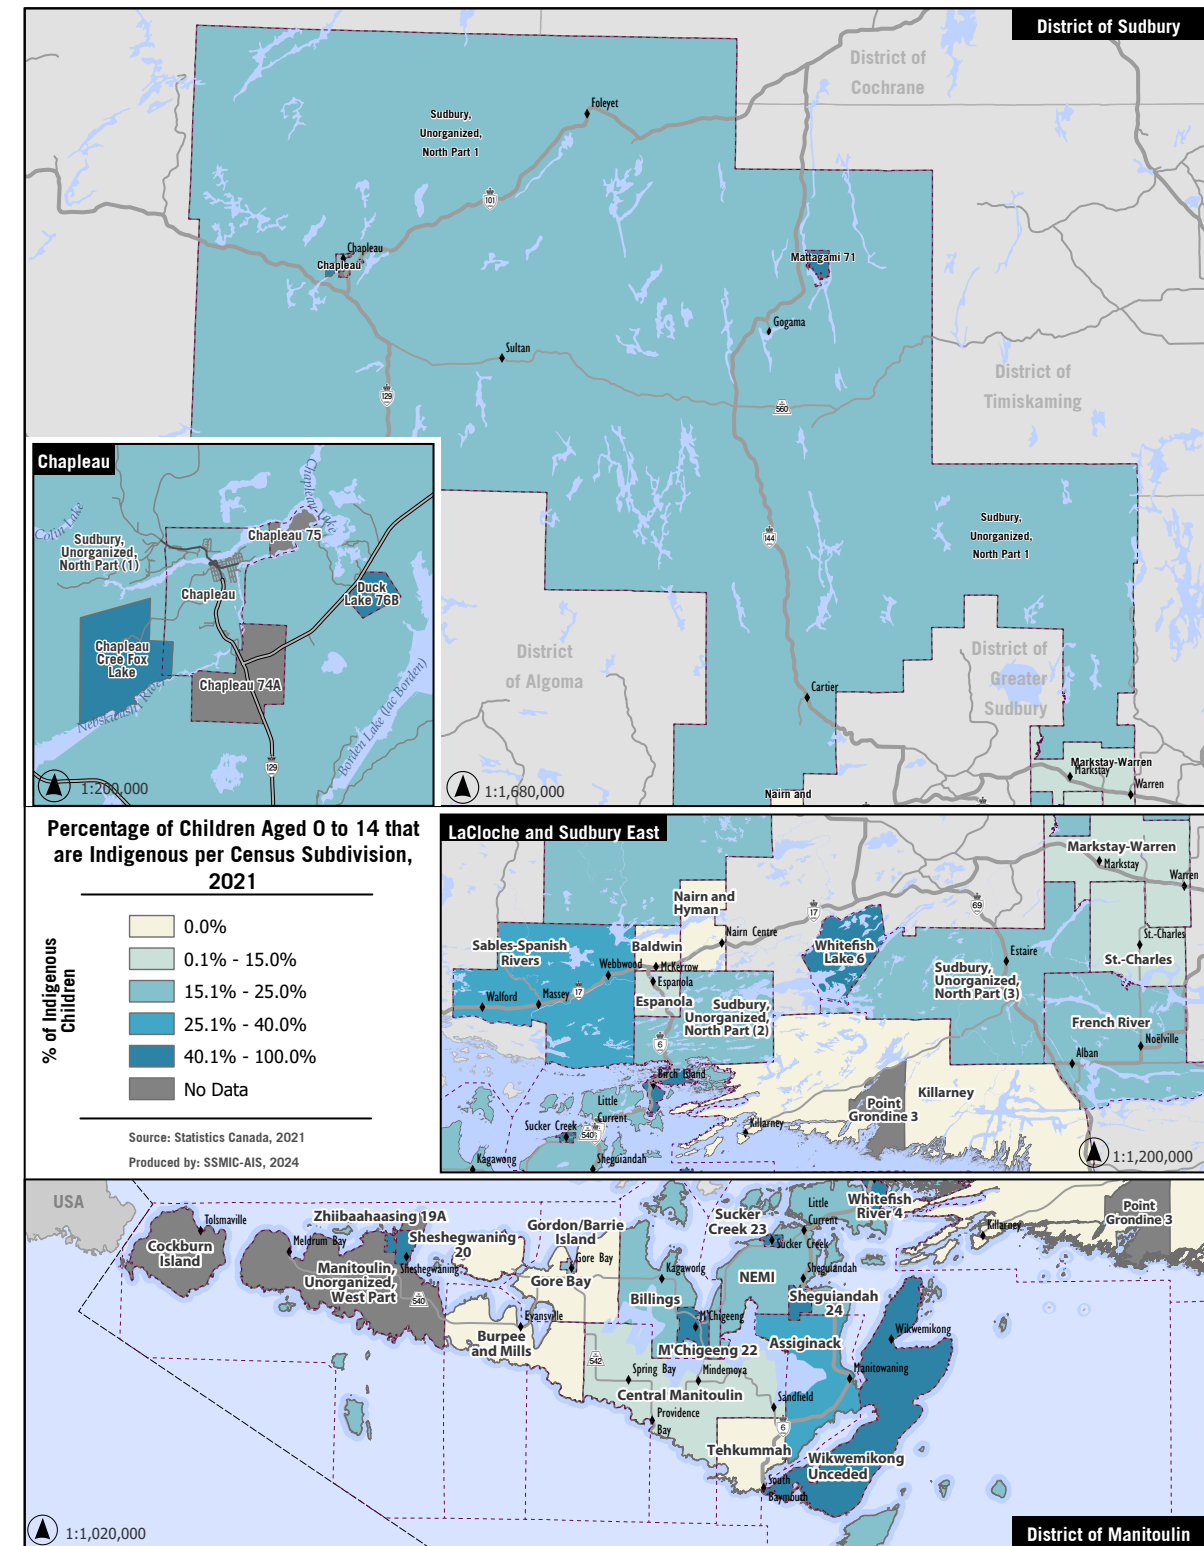 District of Sudbury
District of
Cochrane
Foleyet
Sudbury,
Unorganized,
North Part 1
101
Chapleau
Chapleau
Mattagami 71
Gogama
Sultan
District of
Timiskaming
129
560
Chapleau
Colin Lake
Chapleau Lake
Chapleau 75
Sudbury,
Unorganized,
North Part (1)
Chapleau
Duck
Lake 76B
Chapleau
Cree Fox
Lake
Chapleau 74A
Nebskwashi River
Borden Lake (lac Borden)
129
1:200,000
Sudbury,
Unorganized,
North Part 1
144
District
of Algoma
District of
Greater
Sudbury
Cartier
Markstay-Warren
Markstay
Warren
1:1,680,000
Nairn and
Percentage of Children Aged 0 to 14 that
are Indigenous per Census Subdivision,
2021
% of Indigenous
Children
0.0%
0.1% - 15.0%
15.1% - 25.0%
25.1% - 40.0%
40.1% - 100.0%
No Data
Source: Statistics Canada, 2021
Produced by: SSMIC-AIS, 2024
LaCloche and Sudbury East
Markstay-Warren
Markstay
Warren
Nairn and
Hyman
17
69
Nairn Centre
Sables-Spanish
Rivers
Baldwin
Whitefish
Lake 6
St.-Charles
Estaire
St.-Charles
Webbwood
McKerrow
Espanola
Sudbury,
Unorganized,
North Part (3)
Walford
Massey
17
Espanola
Sudbury,
Unorganized,
North Part (2)
French River
Noëlville
6
Alban
Birch Island
Killarney
Little
Current
Point
Grondine 3
Sucker Creek
540
Killarney
Kagawong
Sheguiandah
1:1,200,000
USA
Tolsmaville
Cockburn
Island
Meldrum Bay
Zhiibaahaasing 19A
Sheshegwaning
20
Sheshegwaning
Manitoulin,
Unorganized,
West Part
540
Gordon/Barrie
Island
Gore Bay
Gore Bay
Evansville
Burpee
and Mills
Sucker
Creek 23
Little
Current
Whitefish
River 4
Killarney
Point
Grondine 3
Sucker Creek
Kagawong
NEMI
Sheguiandah
Billings
Sheguiandah
24
M'Chigeeng
Wikwemikong
M'Chigeeng 22
Assiginack
542
Spring Bay
Mindemoya
Manitowaning
Central Manitoulin
Sandfield
Providence
Bay
6
Tehkummah
Wikwemikong
Unceded
South
Baymouth
1:1,020,000
District of Manitoulin